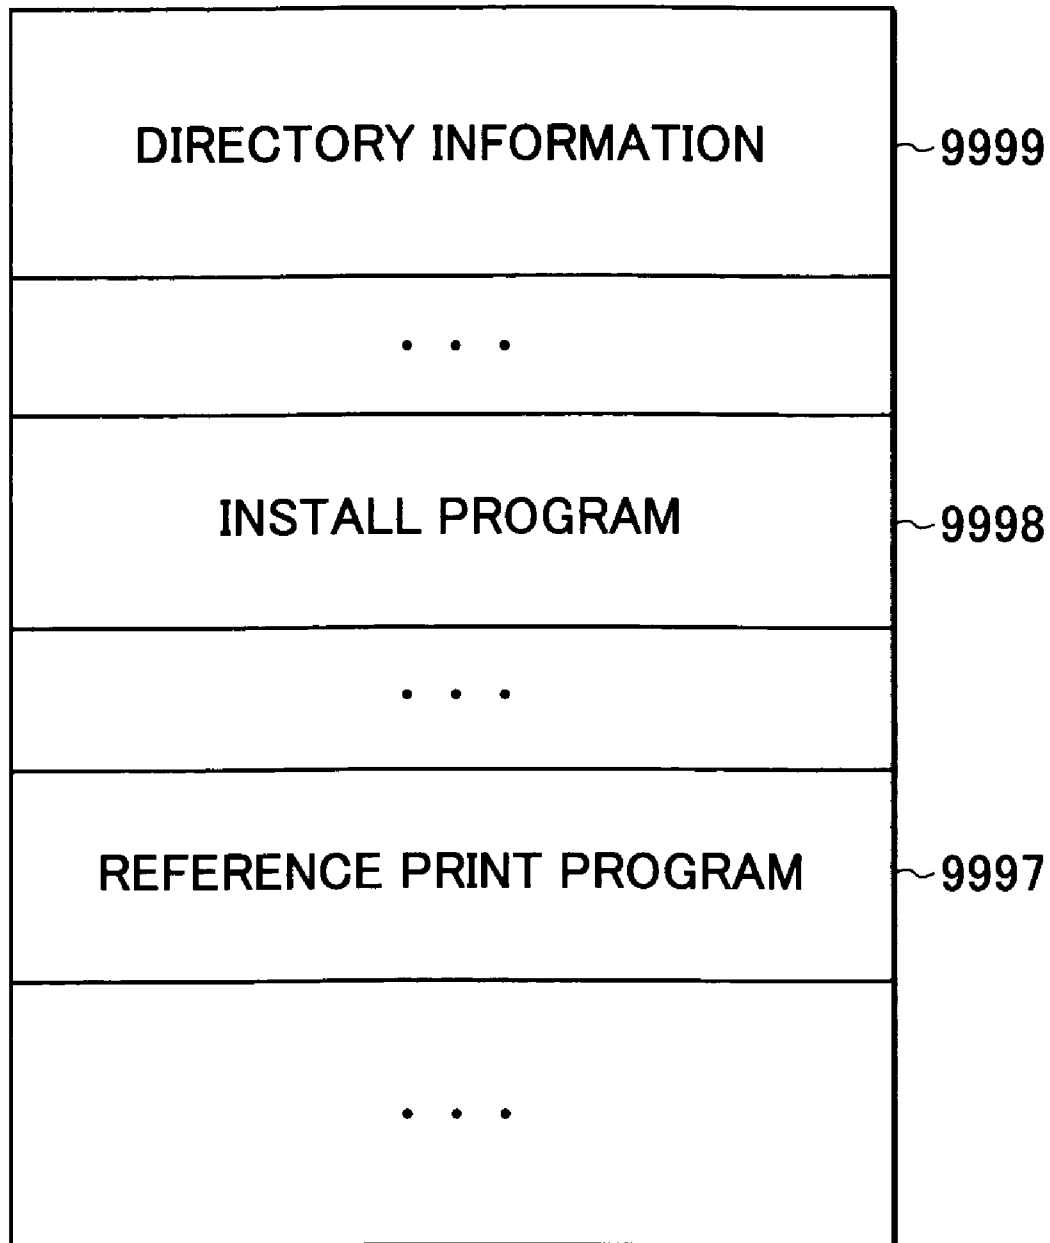 DIRECTORY INFORMATION
9999
. . .
INSTALL PROGRAM
9998
. . .
REFERENCE PRINT PROGRAM
9997
. . .